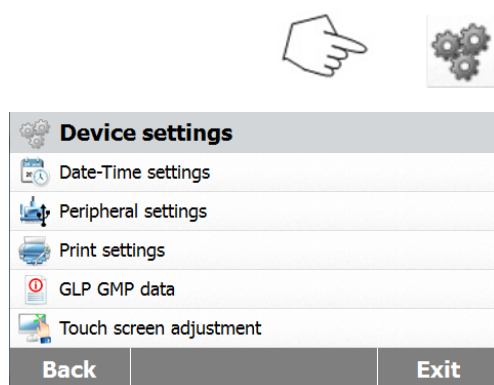 Device settings
Date-Time settings
Peripheral settings
Print settings
GLP GMP data
Touch screen adjustment
Back
Exit